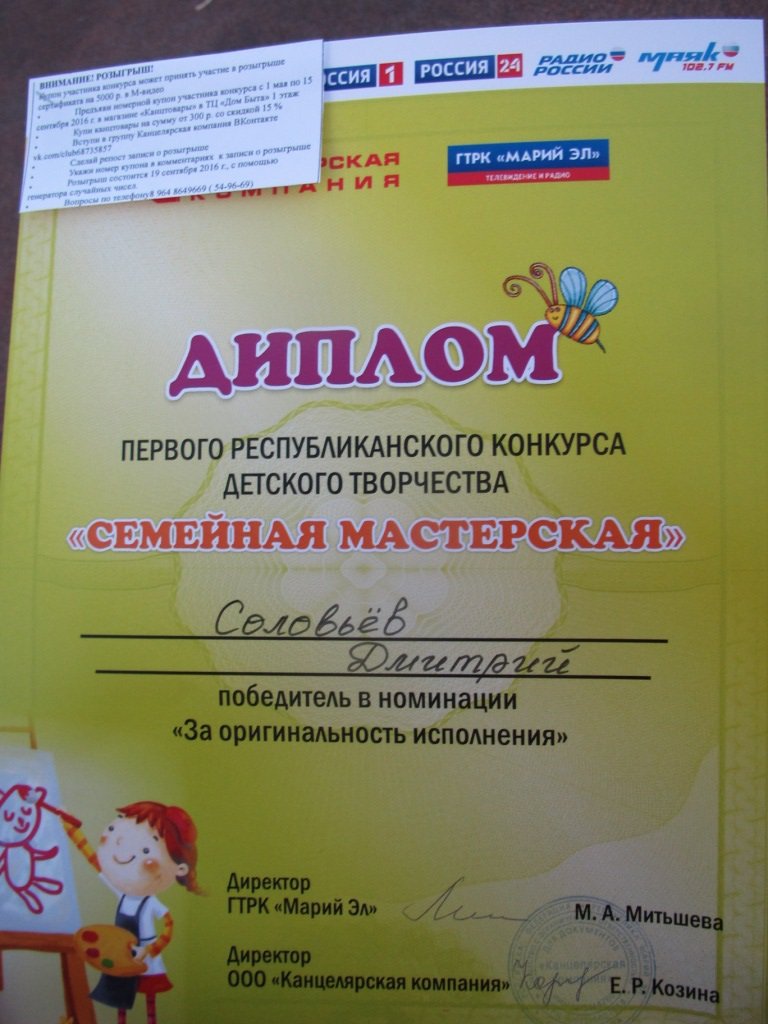 ВНИМАНИЕ! РОЗЫГРЫШ!
Купон участника конкурса может принять участие в розыгрыше
сертификата на 5000 р. в М-видео
• Предъяви номерной купон участника конкурса с 1 мая по 15
сентября 2016 г. в магазине «Канцтовары» в ТЦ «Дом Быта» 1 этаж
• Купи канцтовары на сумму от 300 р. со скидкой 15 %
• Вступи в группу Канцелярская компания ВКонтакте
vk.com/club68735857
• Сделай репост записи о розыгрыше
• Укажи номер купона в комментариях к записи о розыгрыше
• Розыгрыш состоится 19 сентября 2016 г., с помощью
генератора случайных чисел.
• Вопросы по телефону8 964 8649669 ( 54-96-69)
ОССИЯ 1 РОССИЯ 24 РАДИО РОССИИ МАЯК 102.7 FM
РСКАЯ
КОМПАНИЯ
ГТРК «МАРИЙ ЭЛ»
ТЕЛЕВИДЕНИЕ И РАДИО
ДИПЛОМ
ПЕРВОГО РЕСПУБЛИКАНСКОГО КОНКУРСА
ДЕТСКОГО ТВОРЧЕСТВА
«СЕМЕЙНАЯ МАСТЕРСКАЯ»
Соловьёв
Дмитрий
победитель в номинации
«За оригинальность исполнения»
Директор
ГТРК «Марий Эл»
М. А. Митьшева
Директор
ООО «Канцелярская компания»
Е. Р. Козина
«Канцелярская